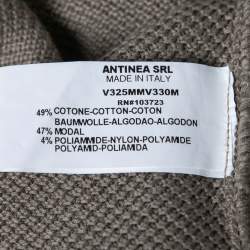 ANTINEA SRL
MADE IN ITALY
V325MMV330M
RN#103723
49% COTONE-COTTON-COTON
BAUMWOLLE-ALGODAO-ALGODON
47% MODAL
4% POLIAMMIDE-NYLON-POLYAMIDE
POLYAMID-POLIAMIDA